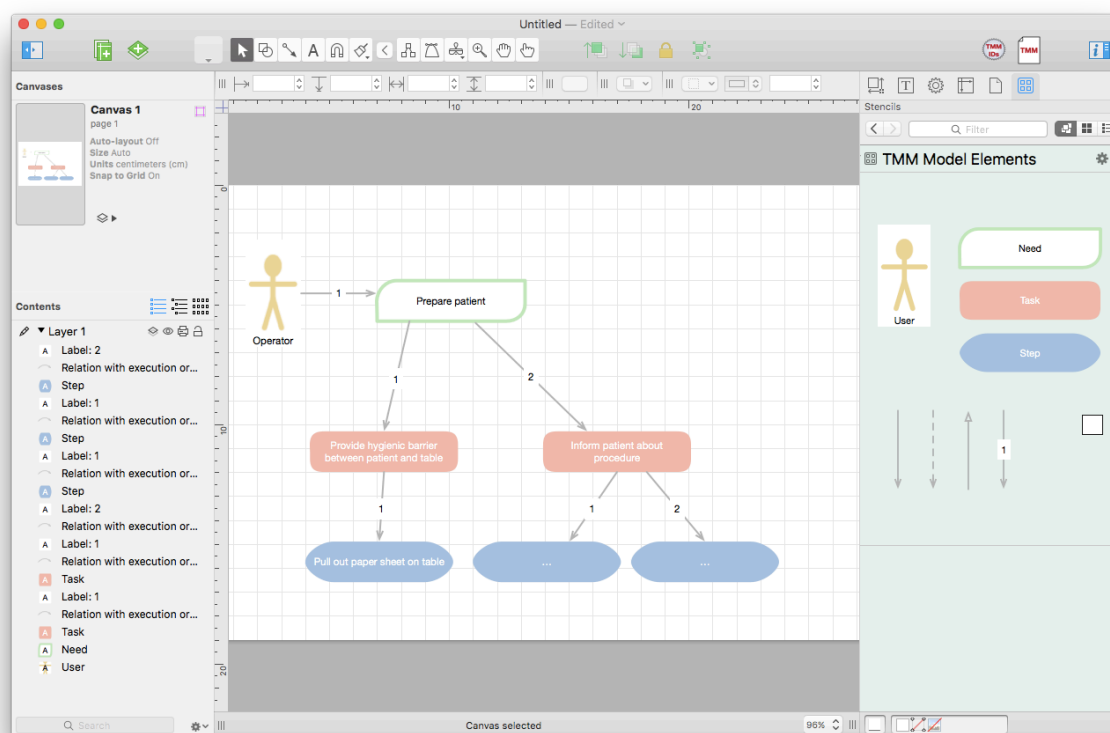 Untitled — Edited
TMM
IDs
TMM
Canvases
Canvas 1
page 1
Auto-layout Off
Size Auto
Units centimeters (cm)
Snap to Grid On
Contents
Layer 1
Label: 2
Relation with execution or...
Step
Label: 1
Relation with execution or...
Step
Label: 1
Relation with execution or...
Step
Label: 2
Relation with execution or...
Label: 1
Relation with execution or...
Task
Label: 1
Relation with execution or...
Task
Need
User
Search
10
20
0
10
20
Operator
1
Prepare patient
1
2
Provide hygienic barrier
between patient and table
Inform patient about
procedure
1
1
2
Pull out paper sheet on table
...
...
Canvas selected
96%
Stencils
Filter
TMM Model Elements
User
Need
Task
Step
1